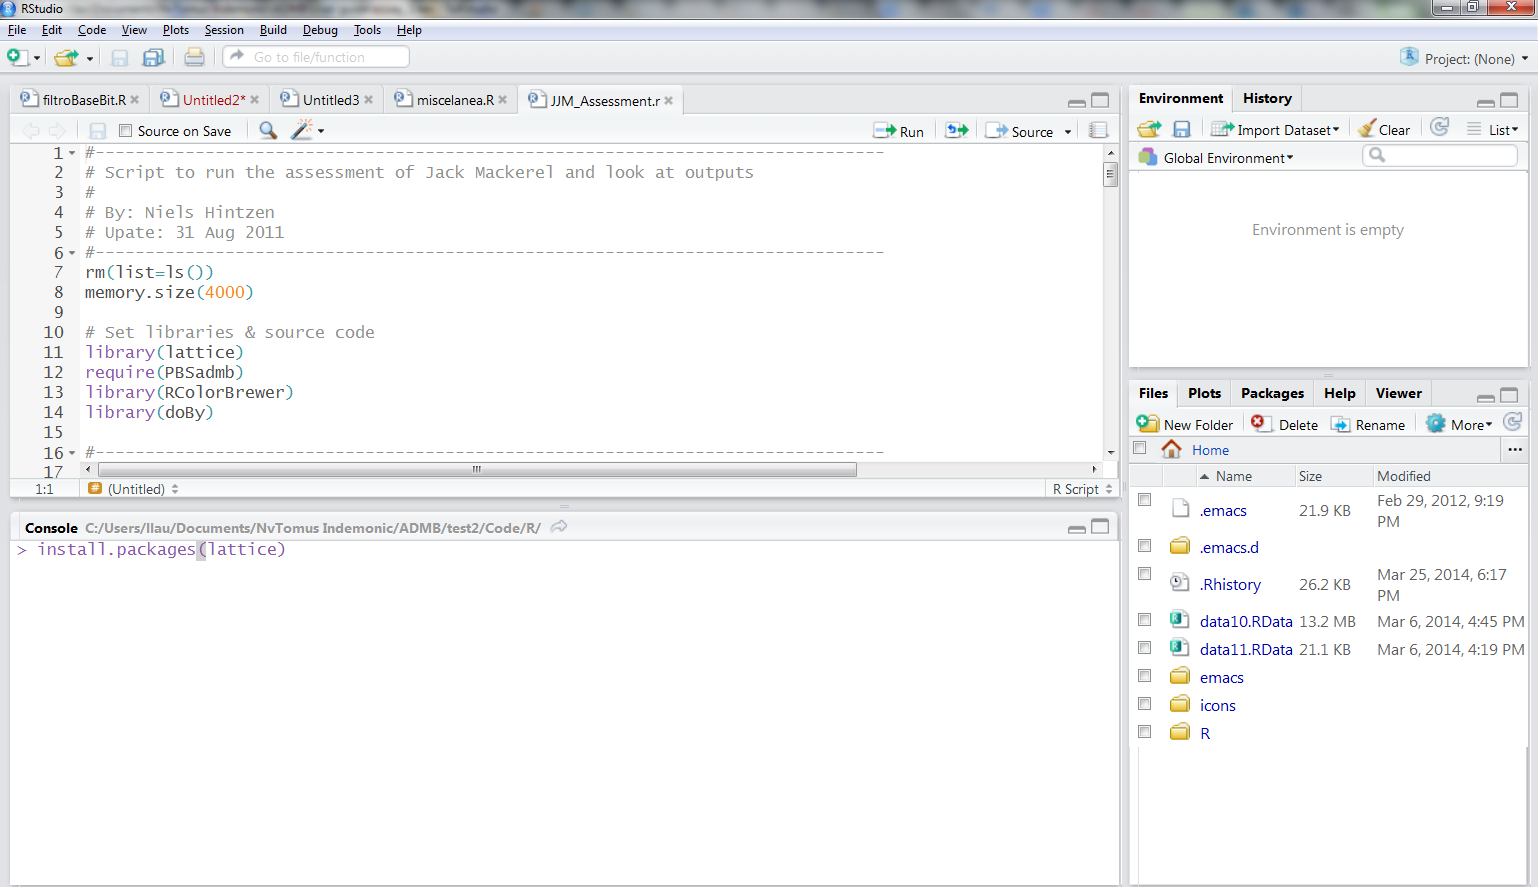 RStudio
File Edit Code View Plots Session Build Debug Tools Help
Go to file/function
Project: (None)
filtroBaseBit.R
Untitled2*
Untitled3
miscelanea.R
JJM_Assessment.r
Source on Save
Run
Source
1 #-------------------------------------------------------------------------------
2 # Script to run the assessment of Jack Mackerel and look at outputs
3 #
4 # By: Niels Hintzen
5 # Upate: 31 Aug 2011
6 #-------------------------------------------------------------------------------
7 rm(list=ls())
8 memory.size(4000)
9
10 # Set libraries & source code
11 library(lattice)
12 require(PBSadmb)
13 library(RColorBrewer)
14 library(doBy)
15
16 #-------------------------------------------------------------------------------
17
1:1 (Untitled) R Script
Console C:/Users/llau/Documents/NvTomus Indemonic/ADMB/test2/Code/R/
> install.packages(lattice)
Environment History
Import Dataset Clear List
Global Environment
Environment is empty
Files Plots Packages Help Viewer
New Folder Delete Rename More
Home ...
Name Size Modified
.emacs 21.9 KB Feb 29, 2012, 9:19 PM
.emacs.d
.Rhistory 26.2 KB Mar 25, 2014, 6:17 PM
data10.RData 13.2 MB Mar 6, 2014, 4:45 PM
data11.RData 21.1 KB Mar 6, 2014, 4:19 PM
emacs
icons
R